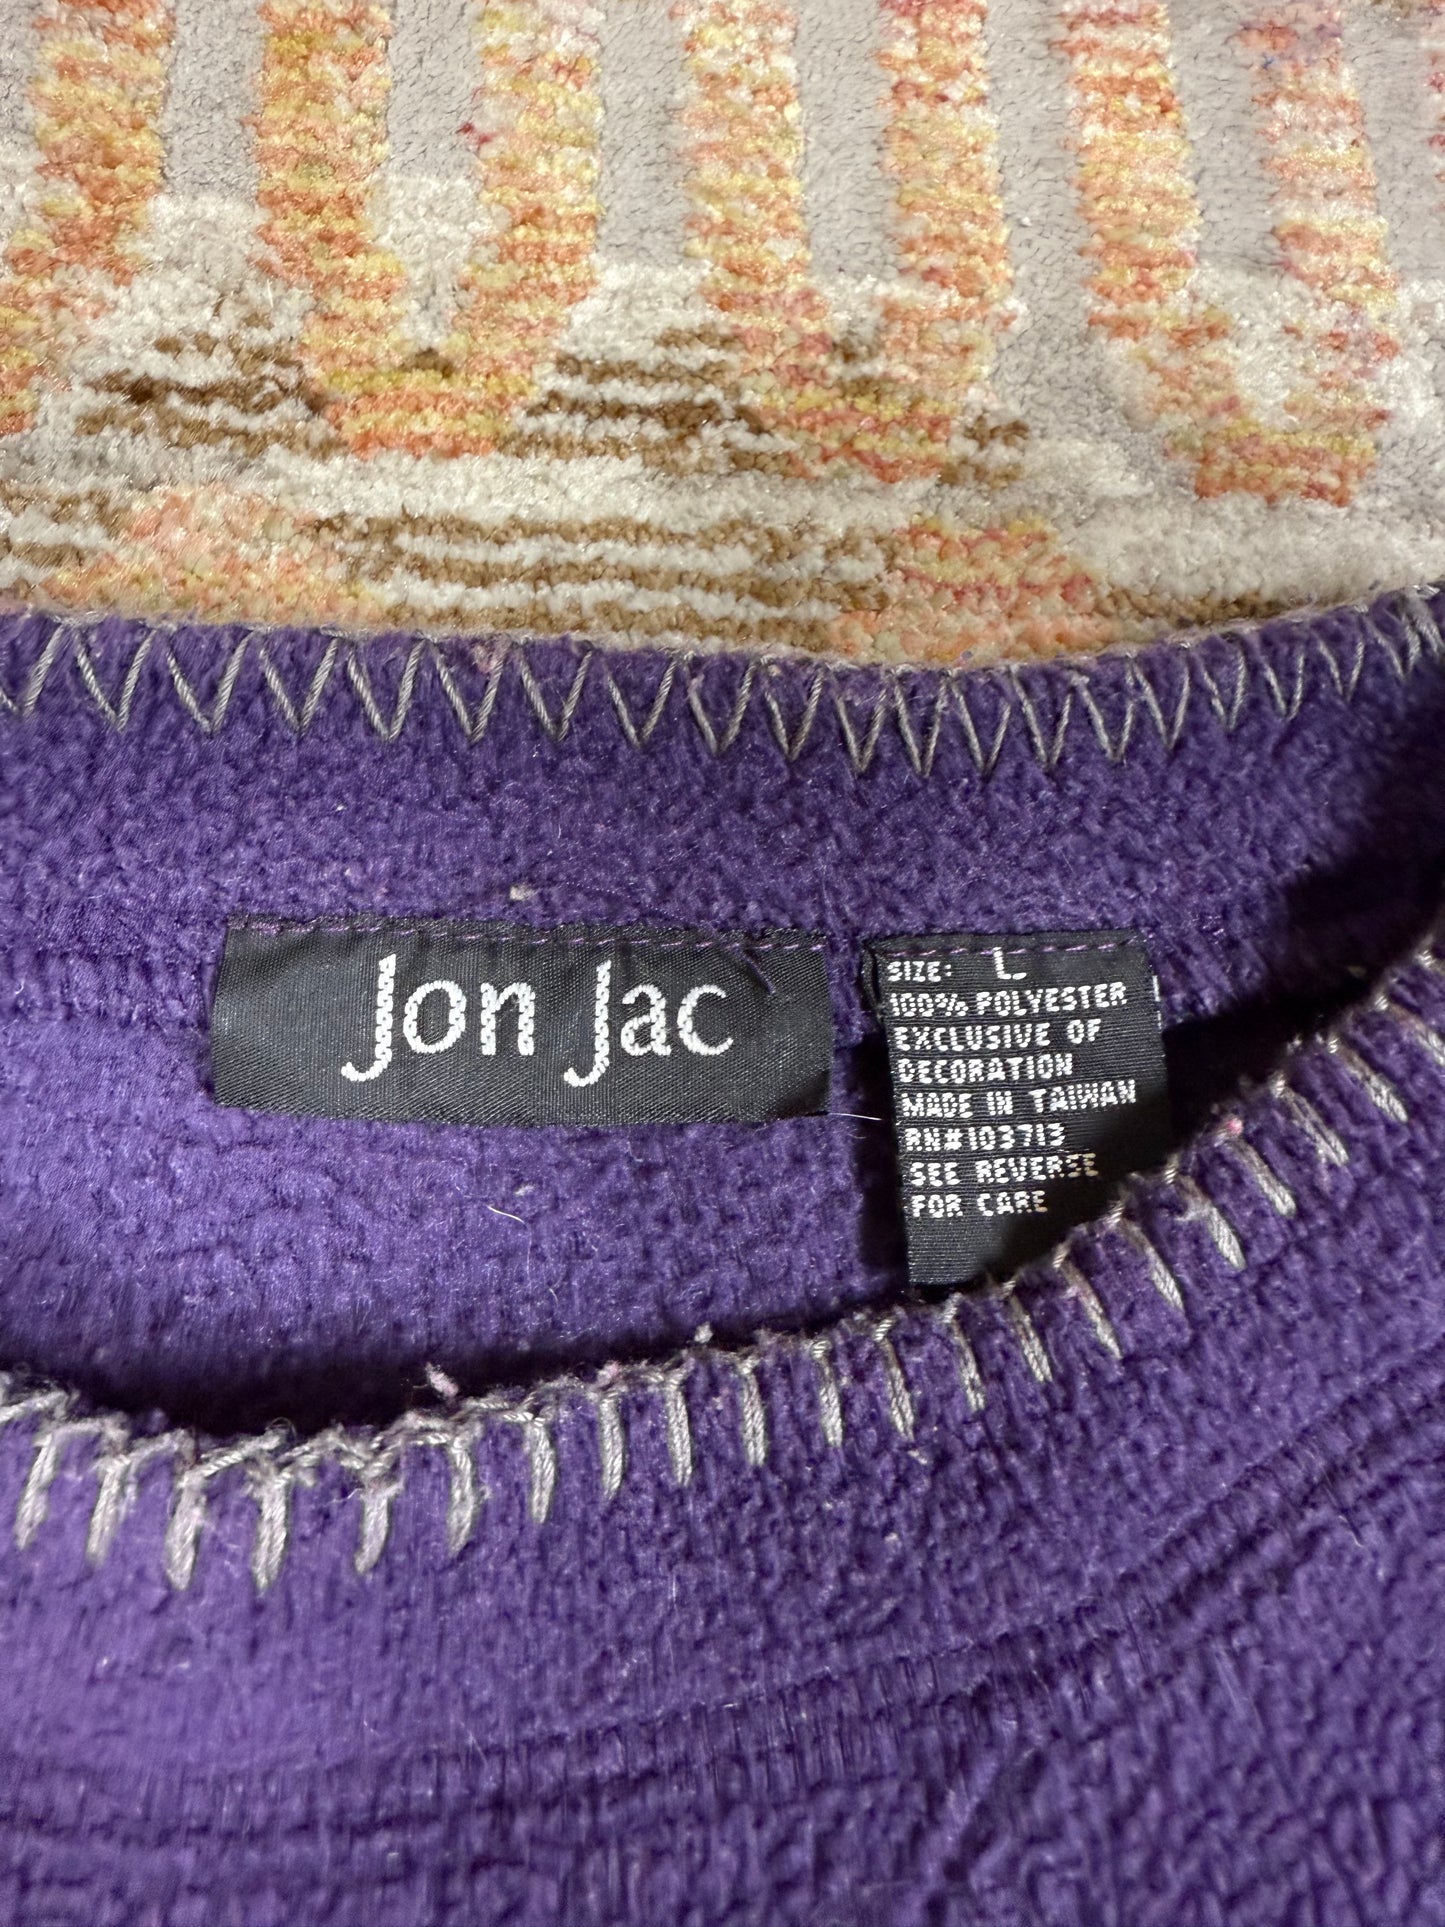 Jon Jac
SIZE: L
100% POLYESTER
EXCLUSIVE OF
DECORATION
MADE IN TAIWAN
RN#103713
SEE REVERSE
FOR CARE